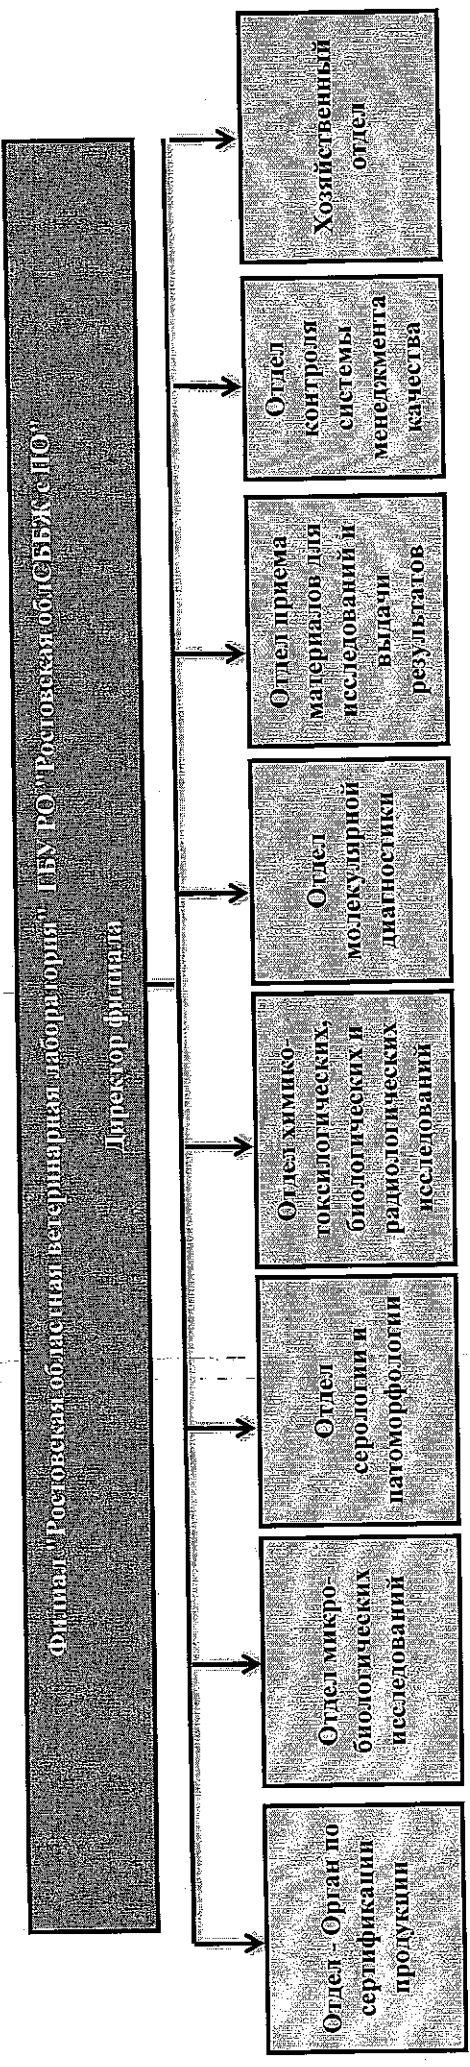 Филиал "Ростовская областная ветеринарная лаборатория" ГБУ РО "Ростовская облСББЖ с ПО"
Директор филиала
Отдел - Орган по
сертификации
продукции
Отдел микро-
биологических
исследований
Отдел
серологии и
патоморфологии
Отдел химико-
токсилогических,
биологических и
радиологических
исследований
Отдел
молекулярной
диагностики
Отдел приема
материалов для
исследований и
выдачи
результатов
Отдел
контроля
системы
менеджмента
качества
Хозяйственный
отдел